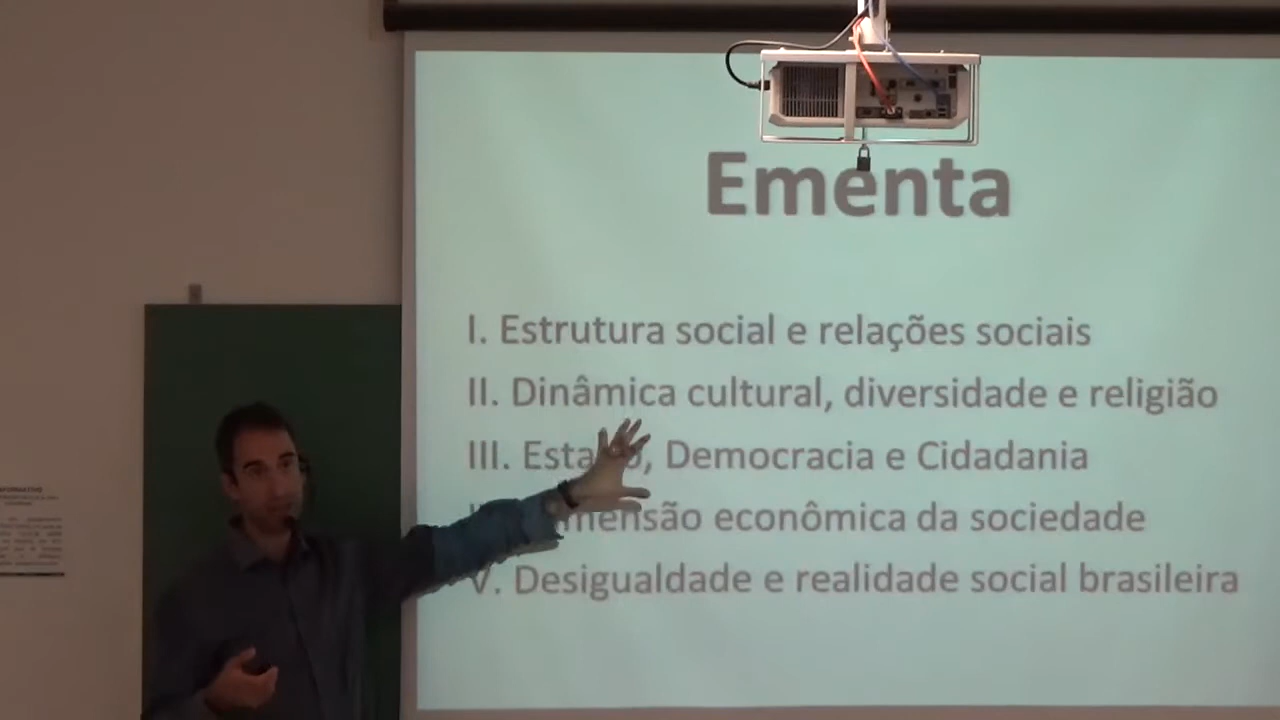 Ementa
I. Estrutura social e relações sociais
II. Dinâmica cultural, diversidade e religião
III. Democracia e Cidadania
econômica da sociedade
V. Desigualdade e realidade social brasileira